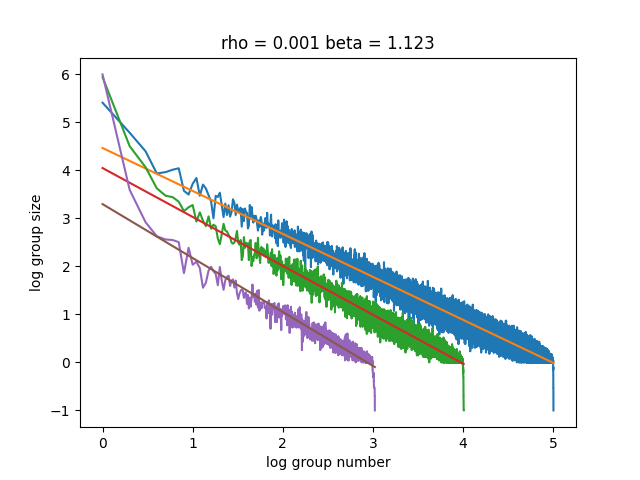 rho = 0.001 beta = 1.123
6
5
4
3
2
1
0
−1
log group size
0 1 2 3 4 5
log group number